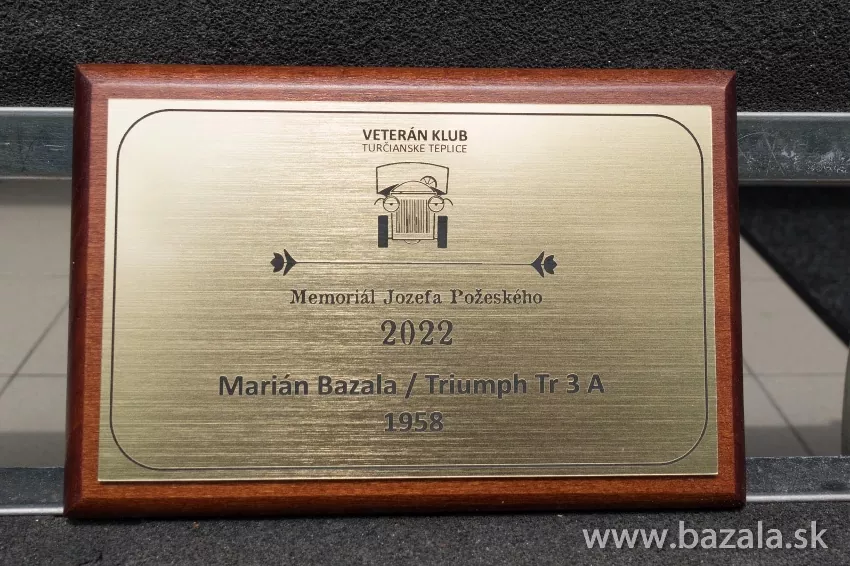 VETERÁN KLUB
TURČIANSKE TEPLICE
Memoriál Jozefa Požeského
2022
Marián Bazala / Triumph Tr 3 A
1958
www.bazala.sk